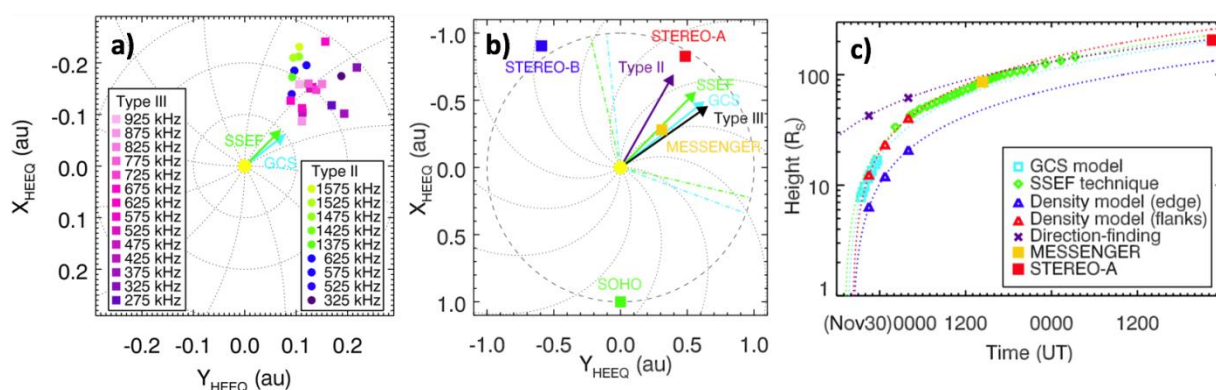 a)
X_HEEQ (au)
-0.2
-0.1
0.0
0.1
0.2
Type III
925 kHz
875 kHz
825 kHz
775 kHz
725 kHz
675 kHz
625 kHz
575 kHz
525 kHz
475 kHz
425 kHz
375 kHz
325 kHz
275 kHz
SSEF
GCS
Type II
1575 kHz
1525 kHz
1475 kHz
1425 kHz
1375 kHz
625 kHz
575 kHz
525 kHz
325 kHz
-0.2 -0.1 0.0 0.1 0.2
Y_HEEQ (au)
b)
X_HEEQ (au)
-1.0
-0.5
0.0
0.5
1.0
STEREO-B
STEREO-A
Type II
SSEF
GCS
Type III
MESSENGER
SOHO
-1.0 -0.5 0.0 0.5 1.0
Y_HEEQ (au)
c)
Height (R_S)
100
10
1
GCS model
SSEF technique
Density model (edge)
Density model (flanks)
Direction-finding
MESSENGER
STEREO-A
(Nov30)0000 1200 0000 1200
Time (UT)